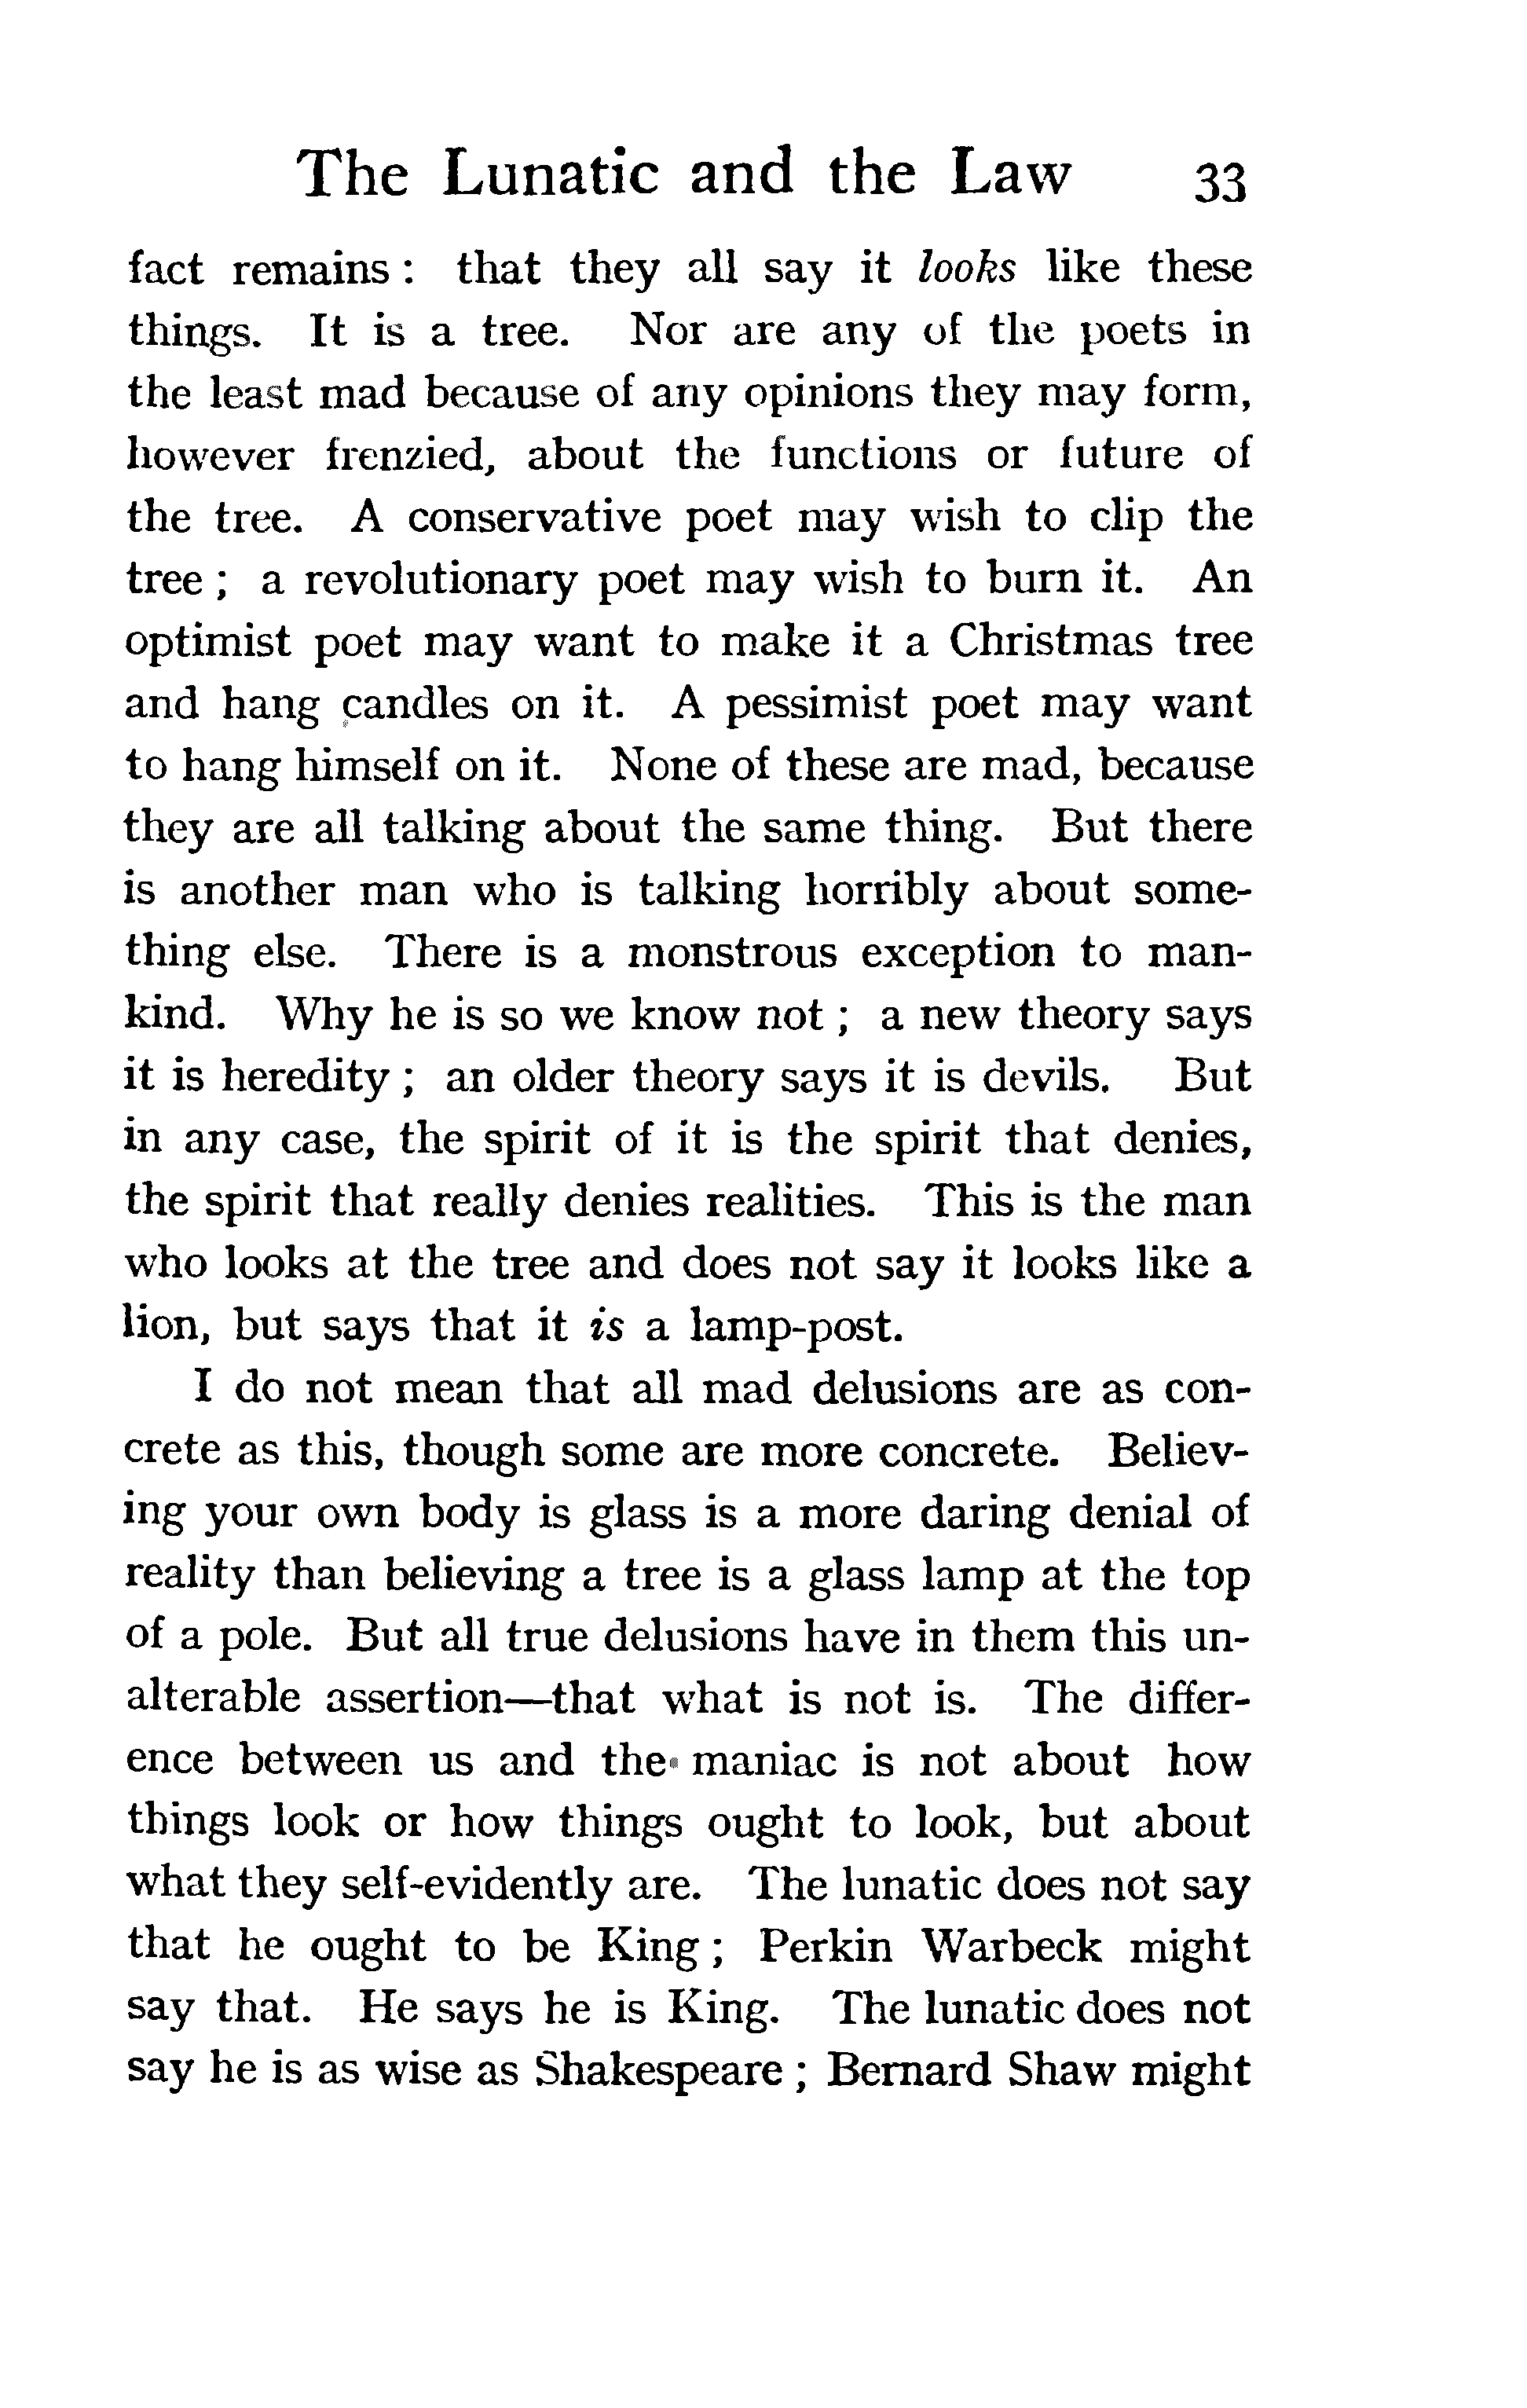 The Lunatic and the Law 33
fact remains : that they all say it looks like these
things. It is a tree. Nor are any of the poets in
the least mad because of any opinions they may form,
however frenzied, about the functions or future of
the tree. A conservative poet may wish to clip the
tree ; a revolutionary poet may wish to burn it. An
optimist poet may want to make it a Christmas tree
and hang candles on it. A pessimist poet may want
to hang himself on it. None of these are mad, because
they are all talking about the same thing. But there
is another man who is talking horribly about some-
thing else. There is a monstrous exception to man-
kind. Why he is so we know not ; a new theory says
it is heredity ; an older theory says it is devils. But
in any case, the spirit of it is the spirit that denies,
the spirit that really denies realities. This is the man
who looks at the tree and does not say it looks like a
lion, but says that it is a lamp-post.
I do not mean that all mad delusions are as con-
crete as this, though some are more concrete. Believ-
ing your own body is glass is a more daring denial of
reality than believing a tree is a glass lamp at the top
of a pole. But all true delusions have in them this un-
alterable assertion—that what is not is. The differ-
ence between us and the maniac is not about how
things look or how things ought to look, but about
what they self-evidently are. The lunatic does not say
that he ought to be King ; Perkin Warbeck might
say that. He says he is King. The lunatic does not
say he is as wise as Shakespeare ; Bernard Shaw might